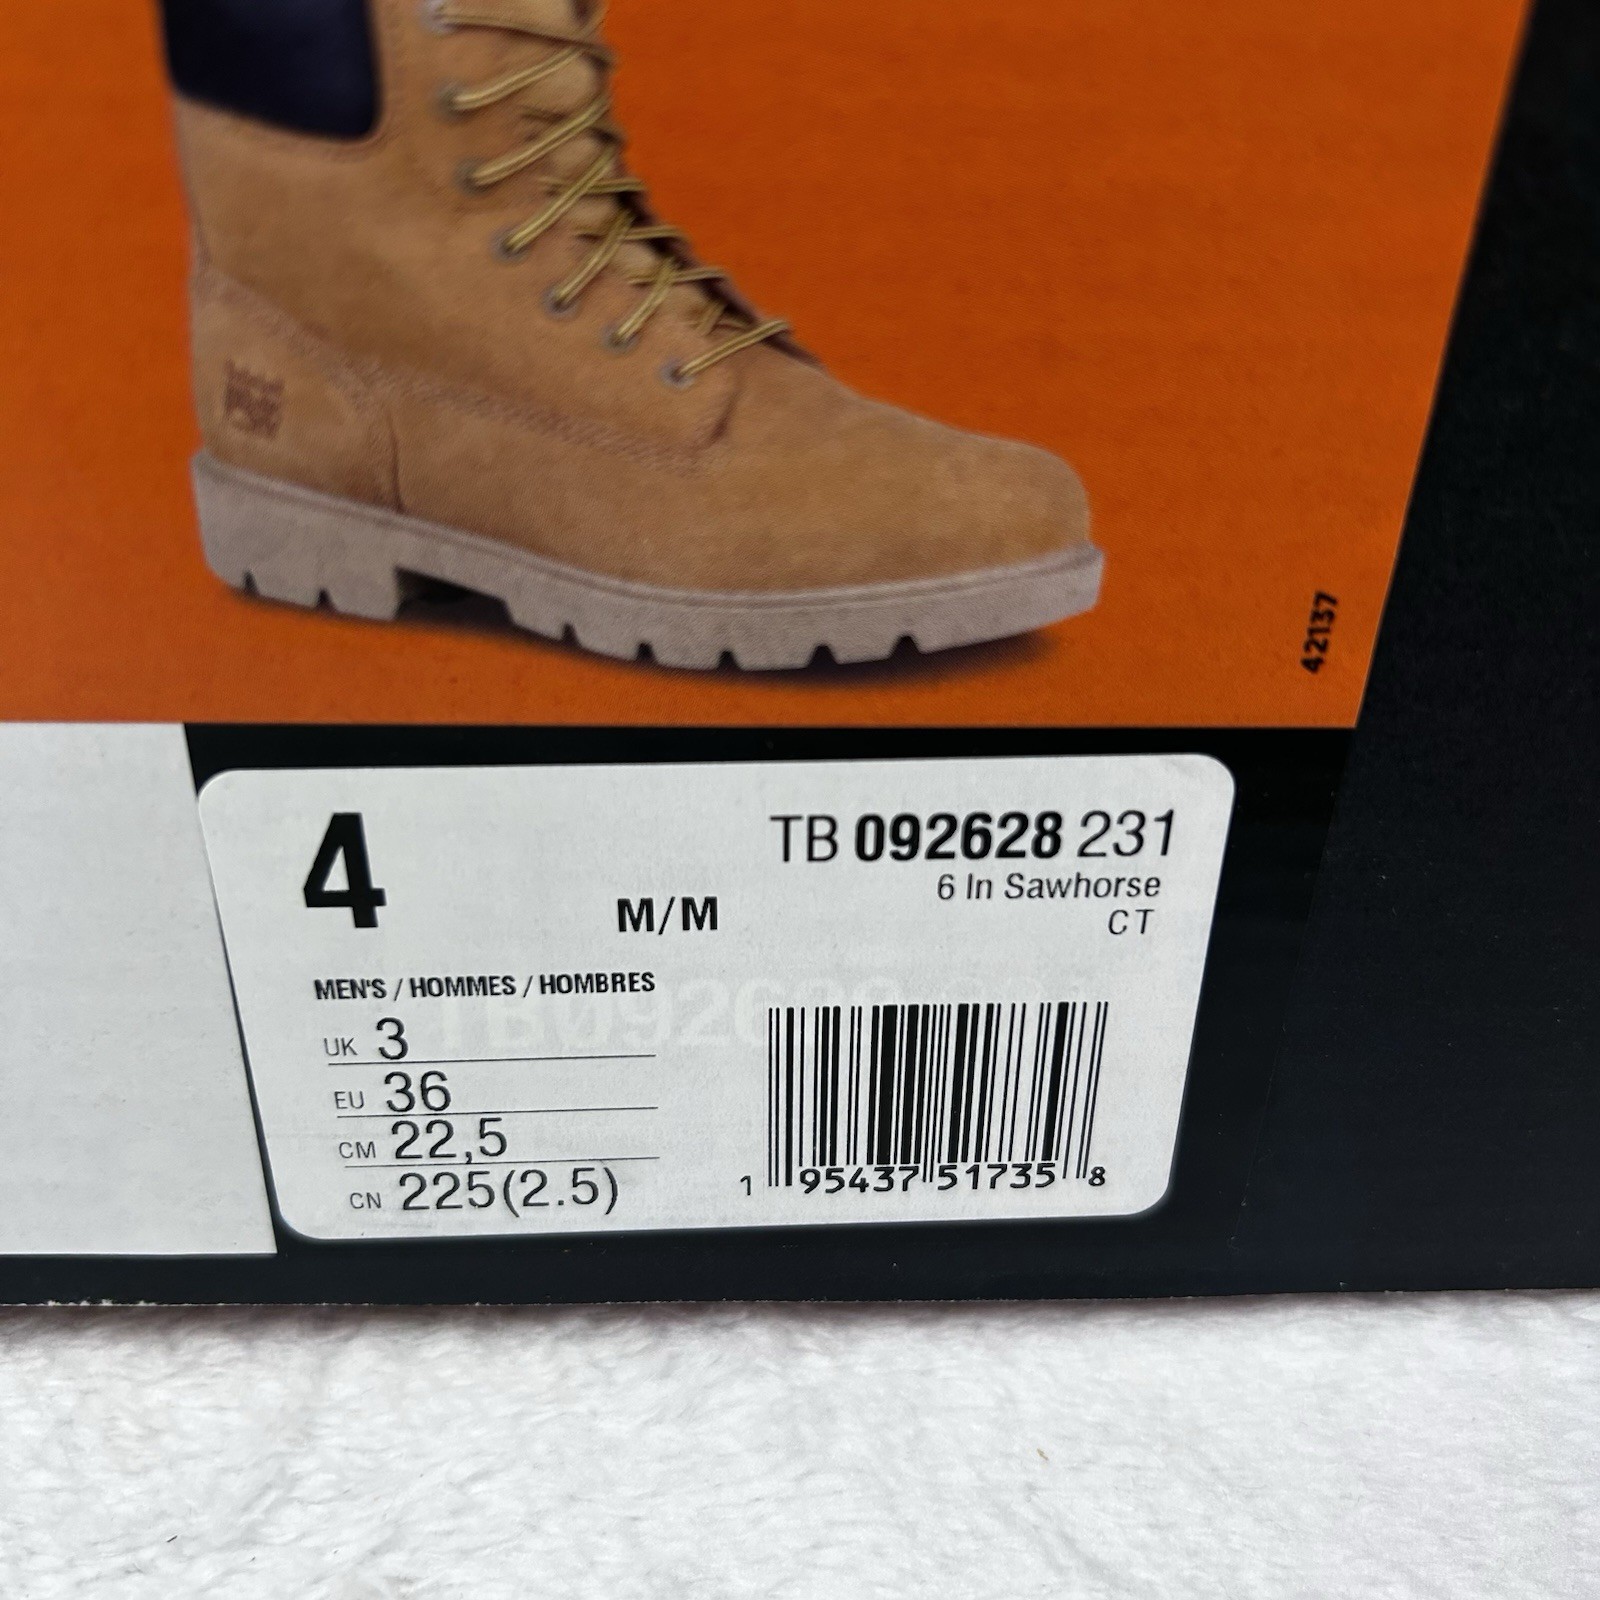 42137
4
M/M
TB 092628 231
6 In Sawhorse
CT
MEN'S / HOMMES / HOMBRES
UK 3
EU 36
CM 22,5
CN 225(2.5)
TB092628
1 95437 51735 8